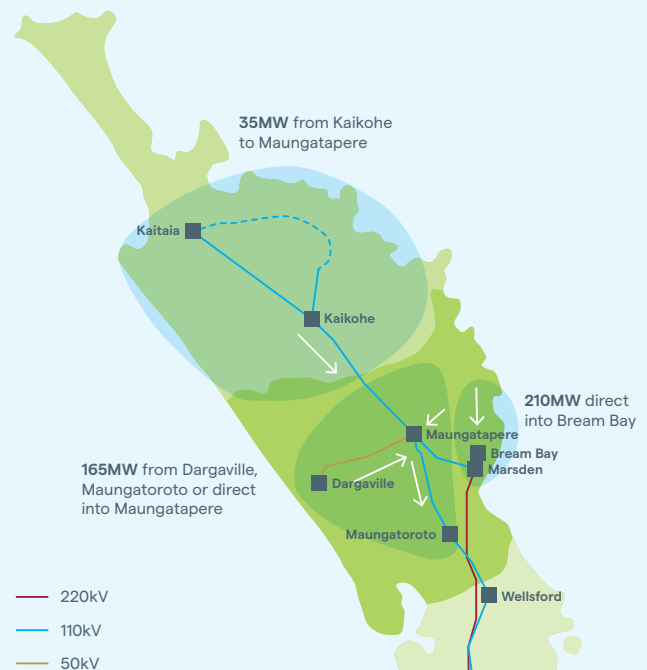 35MW from Kaikohe
to Maungatapere
Kaitaia
Kaikohe
210MW direct
into Bream Bay
Maungatapere
Bream Bay
Marsden
165MW from Dargaville,
Maungatoroto or direct
into Maungatapere
Dargaville
Maungatoroto
Wellsford
220kV
110kV
50kV